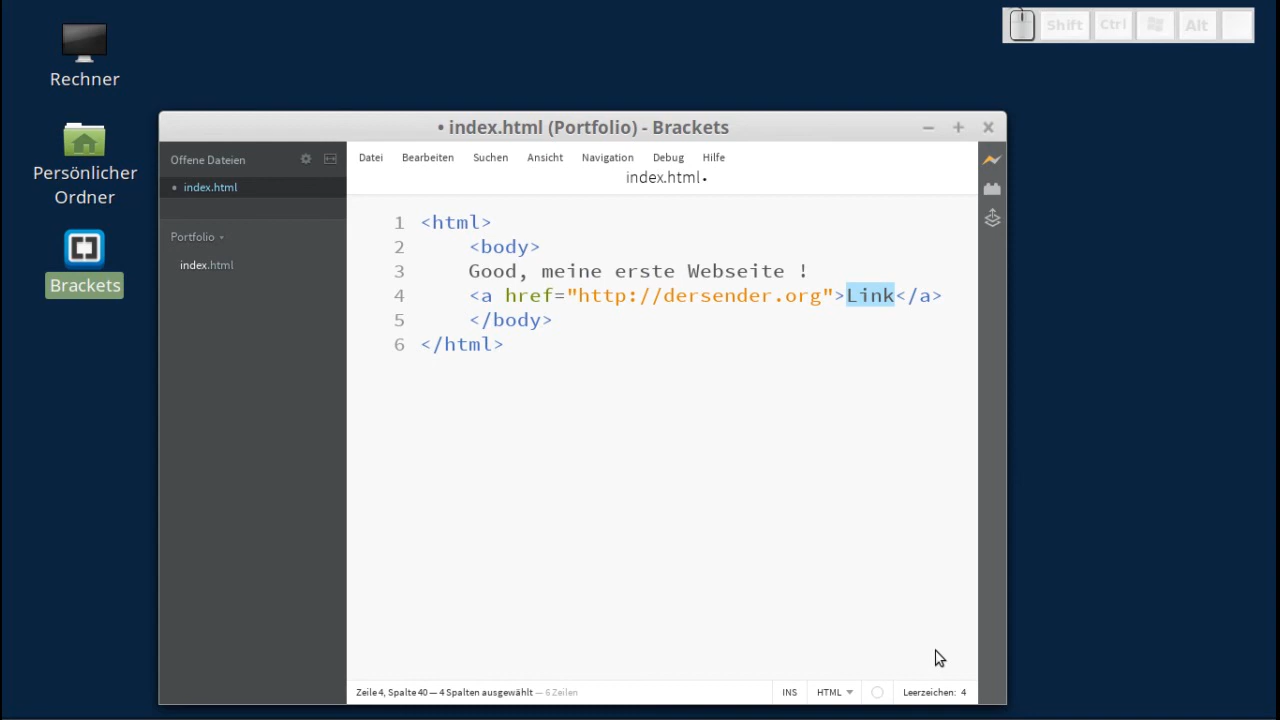 Rechner
Persönlicher
Ordner
Brackets
Shift Ctrl Alt
• index.html (Portfolio) - Brackets
Offene Dateien
• index.html
Portfolio
index.html
Datei Bearbeiten Suchen Ansicht Navigation Debug Hilfe
index.html •
1 <html>
2 <body>
3 Good, meine erste Webseite !
4 <a href="http://dersender.org">Link</a>
5 </body>
6 </html>
Zeile 4, Spalte 40 — 4 Spalten ausgewählt — 6 Zeilen
INS HTML Leerzeichen: 4